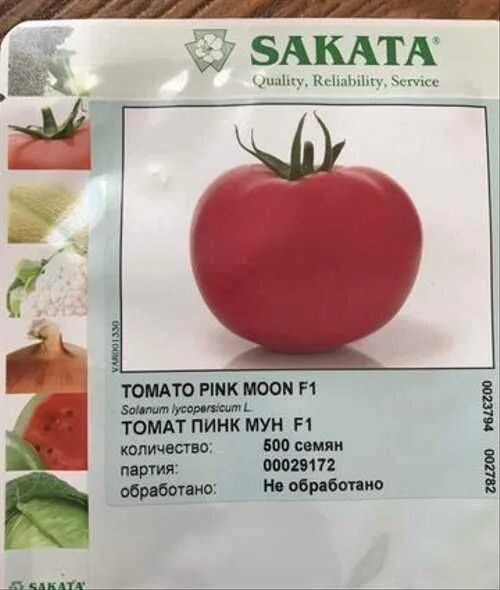 SAKATA®
Quality, Reliability, Service
VAR001330
TOMATO PINK MOON F1
Solanum lycopersicum L.
ТОМАТ ПИНК МУН F1
количество: 500 семян
партия: 00029172
обработано: Не обработано
0023794 002782
SAKATA®